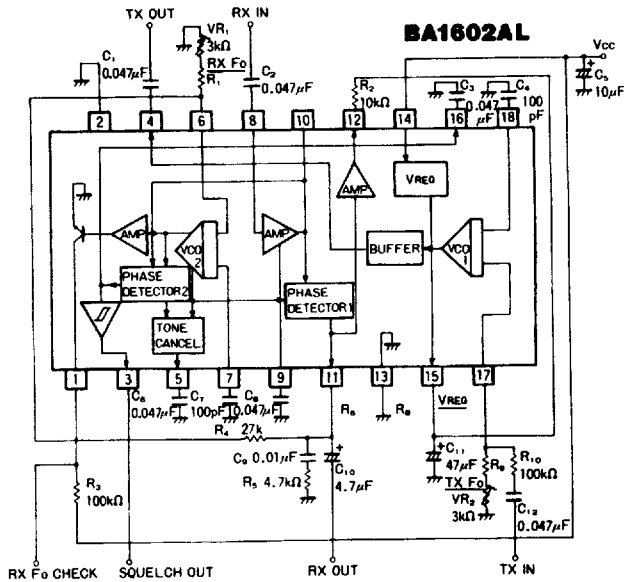 BA1602AL
TX OUT
RX IN
VR1
3kΩ
RX Fo
R1
C1
0.047μF
C2
0.047μF
R2
10kΩ
C3
0.047
μF
C4
100
pF
Vcc
C5
10μF
2
4
6
8
10
12
14
16
18
AMP
VREG
AMP
VCO
2
AMP
BUFFER
VCO
1
PHASE
DETECTOR2
PHASE
DETECTOR1
TONE
CANCEL
1
3
5
7
9
11
13
15
17
C6
0.047μF
C7
100pF
C8
0.047μF
R6
R8
VREG
R4
27k
C9 0.01μF
R5 4.7kΩ
C10
4.7μF
C11
47μF
R9
R10
100kΩ
TX Fo
VR2
3kΩ
C12
0.047μF
R3
100kΩ
RX Fo CHECK
SQUELCH OUT
RX OUT
TX IN